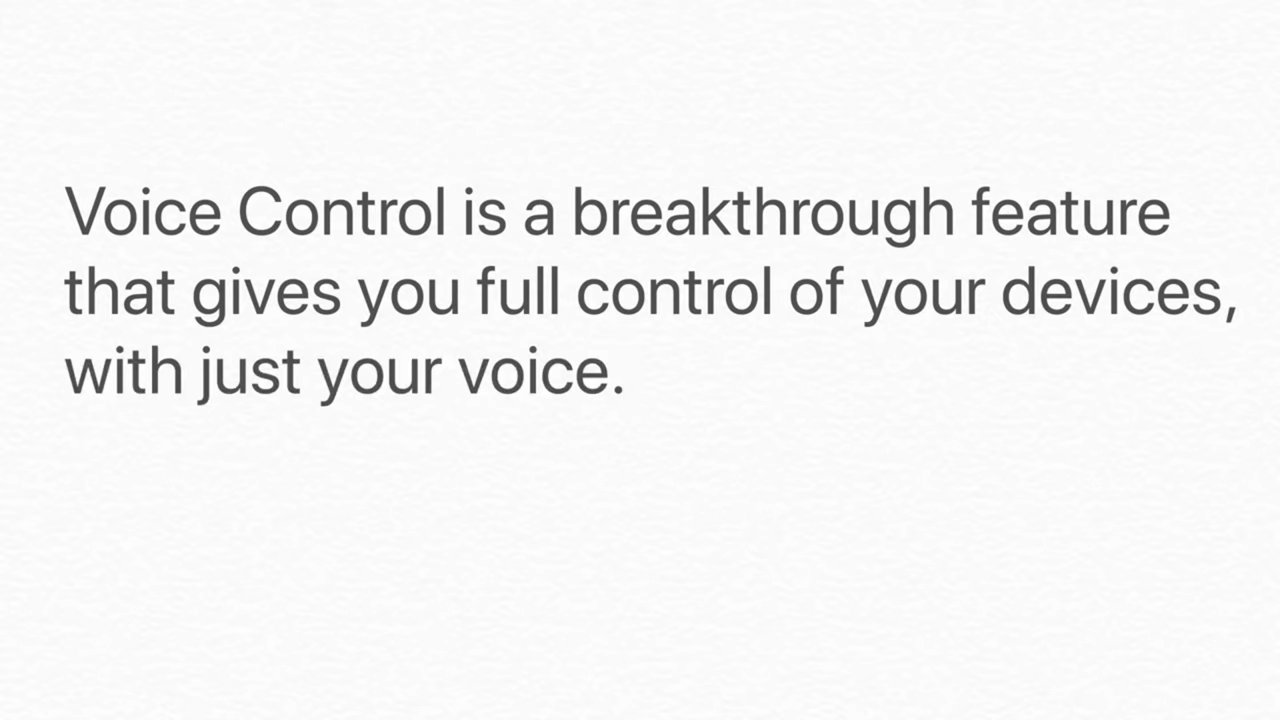 Voice Control is a breakthrough feature
that gives you full control of your devices,
with just your voice.